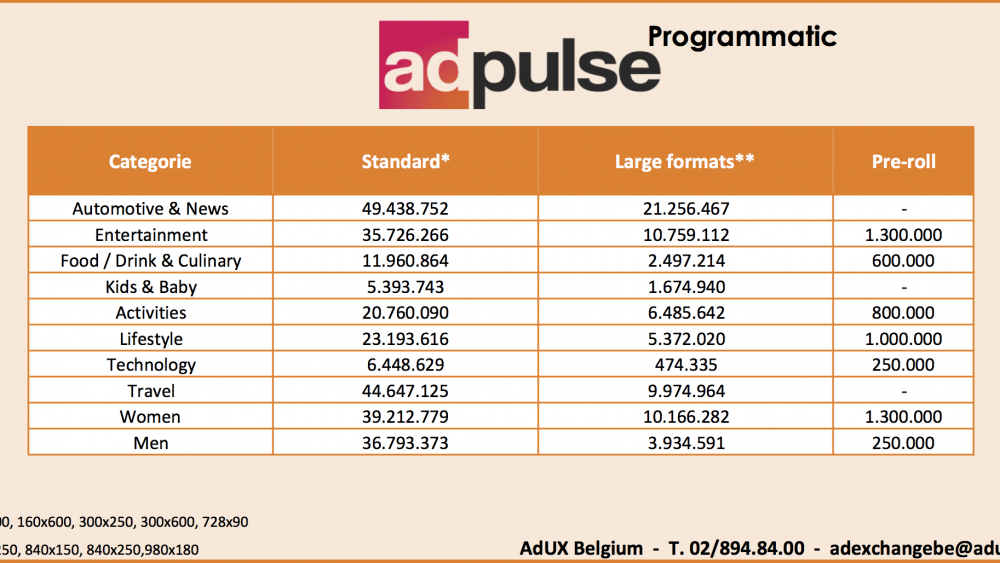 adpulse
Programmatic
Categorie Standard* Large formats** Pre-roll
Automotive & News 49.438.752 21.256.467 -
Entertainment 35.726.266 10.759.112 1.300.000
Food / Drink & Culinary 11.960.864 2.497.214 600.000
Kids & Baby 5.393.743 1.674.940 -
Activities 20.760.090 6.485.642 800.000
Lifestyle 23.193.616 5.372.020 1.000.000
Technology 6.448.629 474.335 250.000
Travel 44.647.125 9.974.964 -
Women 39.212.779 10.166.282 1.300.000
Men 36.793.373 3.934.591 250.000
160x600, 300x250, 300x600, 728x90
840x150, 840x250,980x180
AdUX Belgium - T. 02/894.84.00 - adexchangebe@adu